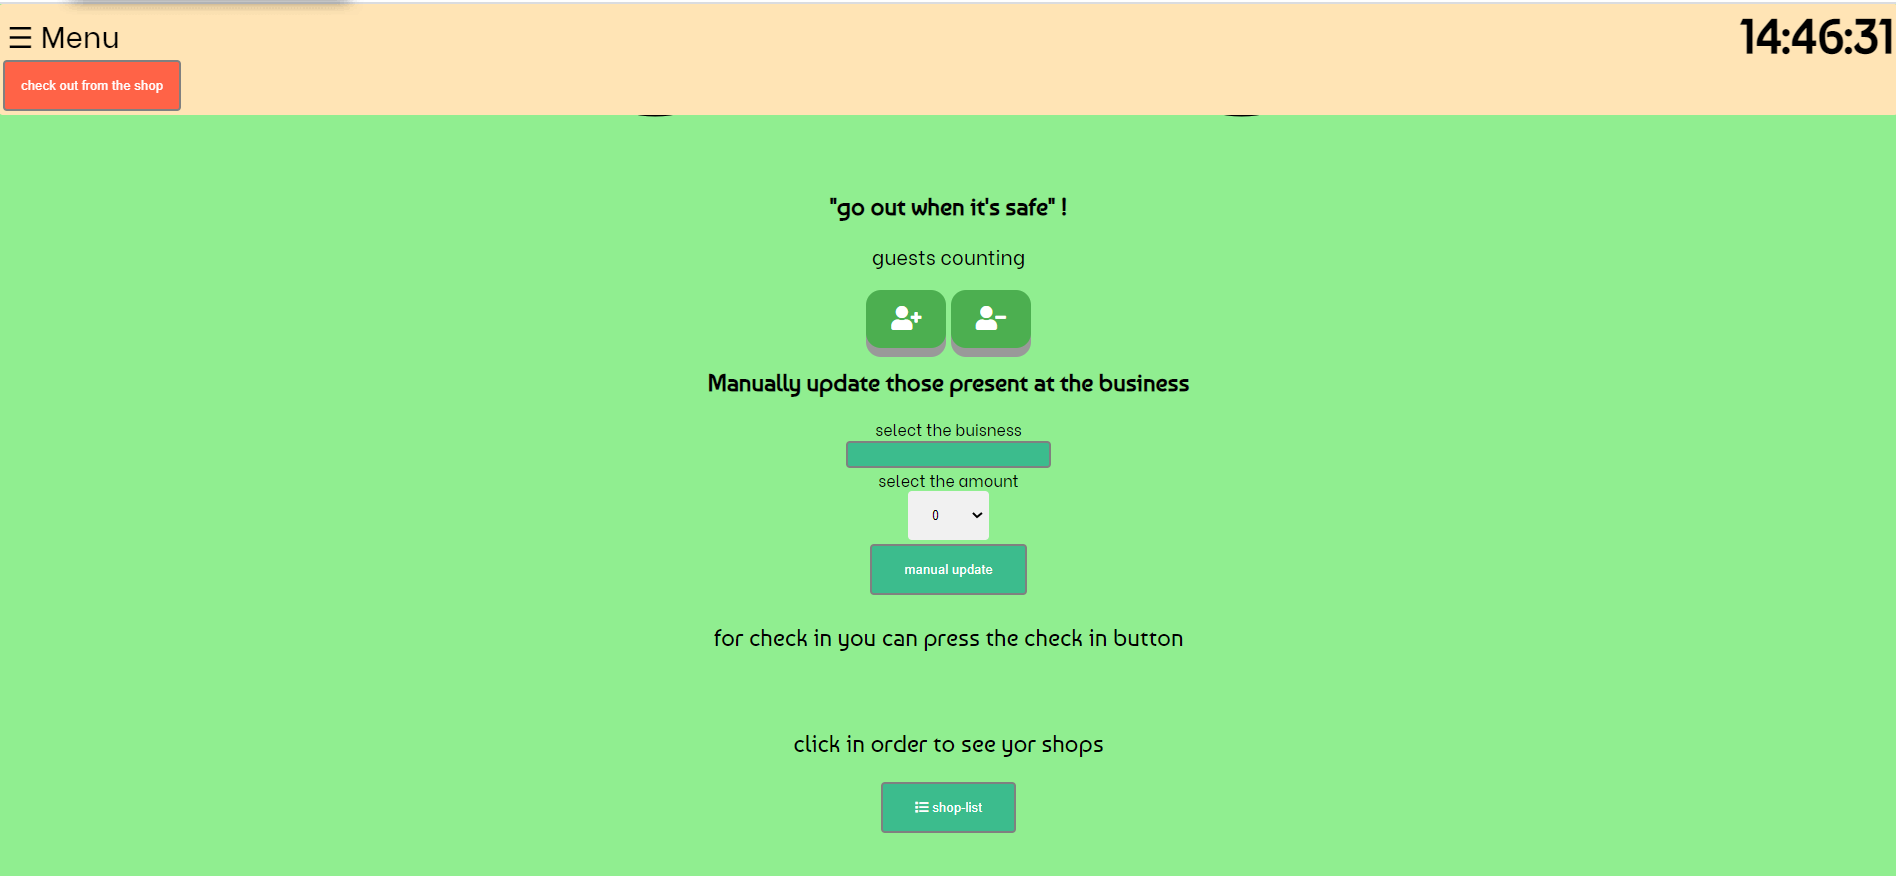 ☰ Menu
14:46:31
check out from the shop
"go out when it's safe" !
guests counting
Manually update those present at the business
select the buisness
select the amount
0
manual update
for check in you can press the check in button
click in order to see yor shops
shop-list